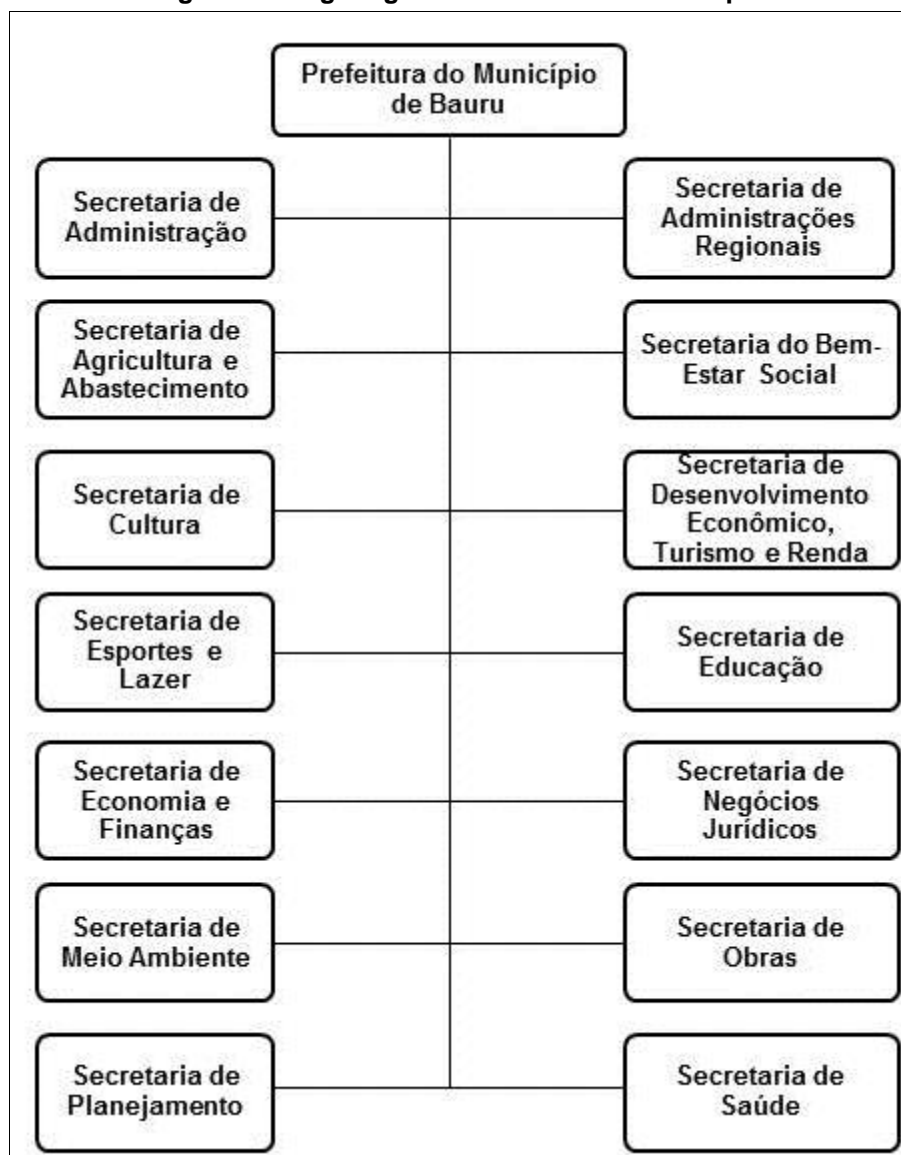 Prefeitura do Município
de Bauru
Secretaria de
Administração
Secretaria de
Administrações
Regionais
Secretaria de
Agricultura e
Abastecimento
Secretaria do Bem-
Estar Social
Secretaria de
Cultura
Secretaria de
Desenvolvimento
Econômico,
Turismo e Renda
Secretaria de
Esportes e
Lazer
Secretaria de
Educação
Secretaria de
Economia e
Finanças
Secretaria de
Negócios
Jurídicos
Secretaria de
Meio Ambiente
Secretaria de
Obras
Secretaria de
Planejamento
Secretaria de
Saúde